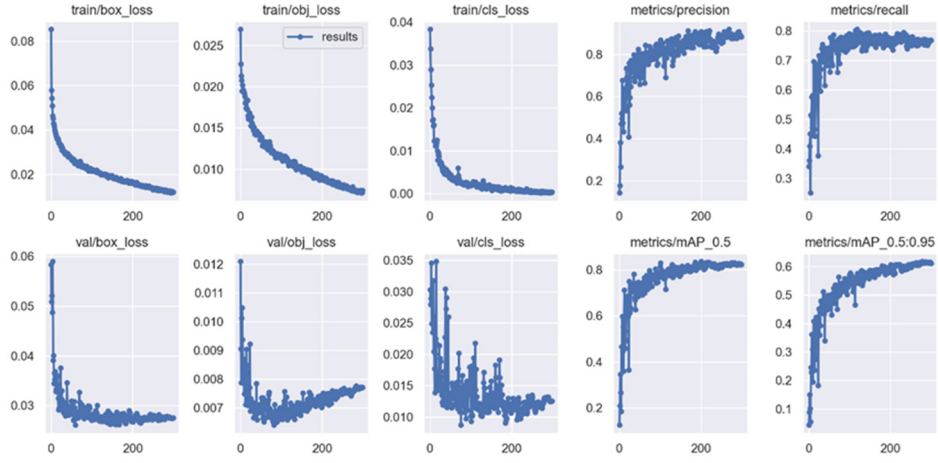 train/box_loss train/obj_loss train/cls_loss metrics/precision metrics/recall
results
0.08 0.06 0.04 0.02
0.025 0.020 0.015 0.010
0.04 0.03 0.02 0.01 0.00
0.8 0.6 0.4 0.2
0.8 0.7 0.6 0.5 0.4 0.3
0 200 0 200 0 200 0 200 0 200
val/box_loss val/obj_loss val/cls_loss metrics/mAP_0.5 metrics/mAP_0.5:0.95
0.06 0.05 0.04 0.03
0.012 0.011 0.010 0.009 0.008 0.007
0.035 0.030 0.025 0.020 0.015 0.010
0.8 0.6 0.4 0.2
0.6 0.5 0.4 0.3 0.2 0.1
0 200 0 200 0 200 0 200 0 200